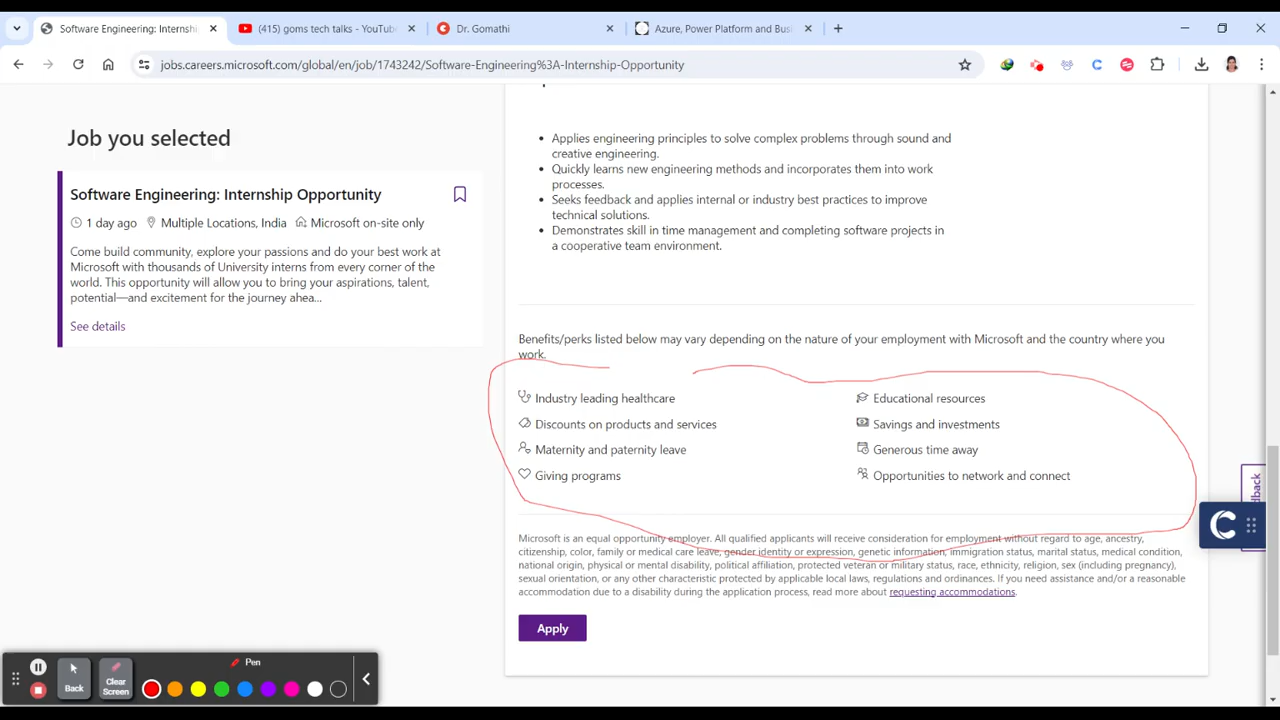 Software Engineering: Internshi
(415) goms tech talks - YouTube
Dr. Gomathi
Azure, Power Platform and Busi
jobs.careers.microsoft.com/global/en/job/1743242/Software-Engineering%3A-Internship-Opportunity
Job you selected
Software Engineering: Internship Opportunity
1 day ago
Multiple Locations, India
Microsoft on-site only
Come build community, explore your passions and do your best work at
Microsoft with thousands of University interns from every corner of the
world. This opportunity will allow you to bring your aspirations, talent,
potential—and excitement for the journey ahea...
See details
• Applies engineering principles to solve complex problems through sound and
creative engineering.
• Quickly learns new engineering methods and incorporates them into work
processes.
• Seeks feedback and applies internal or industry best practices to improve
technical solutions.
• Demonstrates skill in time management and completing software projects in
a cooperative team environment.
Benefits/perks listed below may vary depending on the nature of your employment with Microsoft and the country where you
work.
Industry leading healthcare
Discounts on products and services
Maternity and paternity leave
Giving programs
Educational resources
Savings and investments
Generous time away
Opportunities to network and connect
Microsoft is an equal opportunity employer. All qualified applicants will receive consideration for employment without regard to age, ancestry,
citizenship, color, family or medical care leave, gender identity or expression, genetic information, immigration status, marital status, medical condition,
national origin, physical or mental disability, political affiliation, protected veteran or military status, race, ethnicity, religion, sex (including pregnancy),
sexual orientation, or any other characteristic protected by applicable local laws, regulations and ordinances. If you need assistance and/or a reasonable
accommodation due to a disability during the application process, read more about requesting accommodations.
Apply
dback
Pen
Back
Clear
Screen